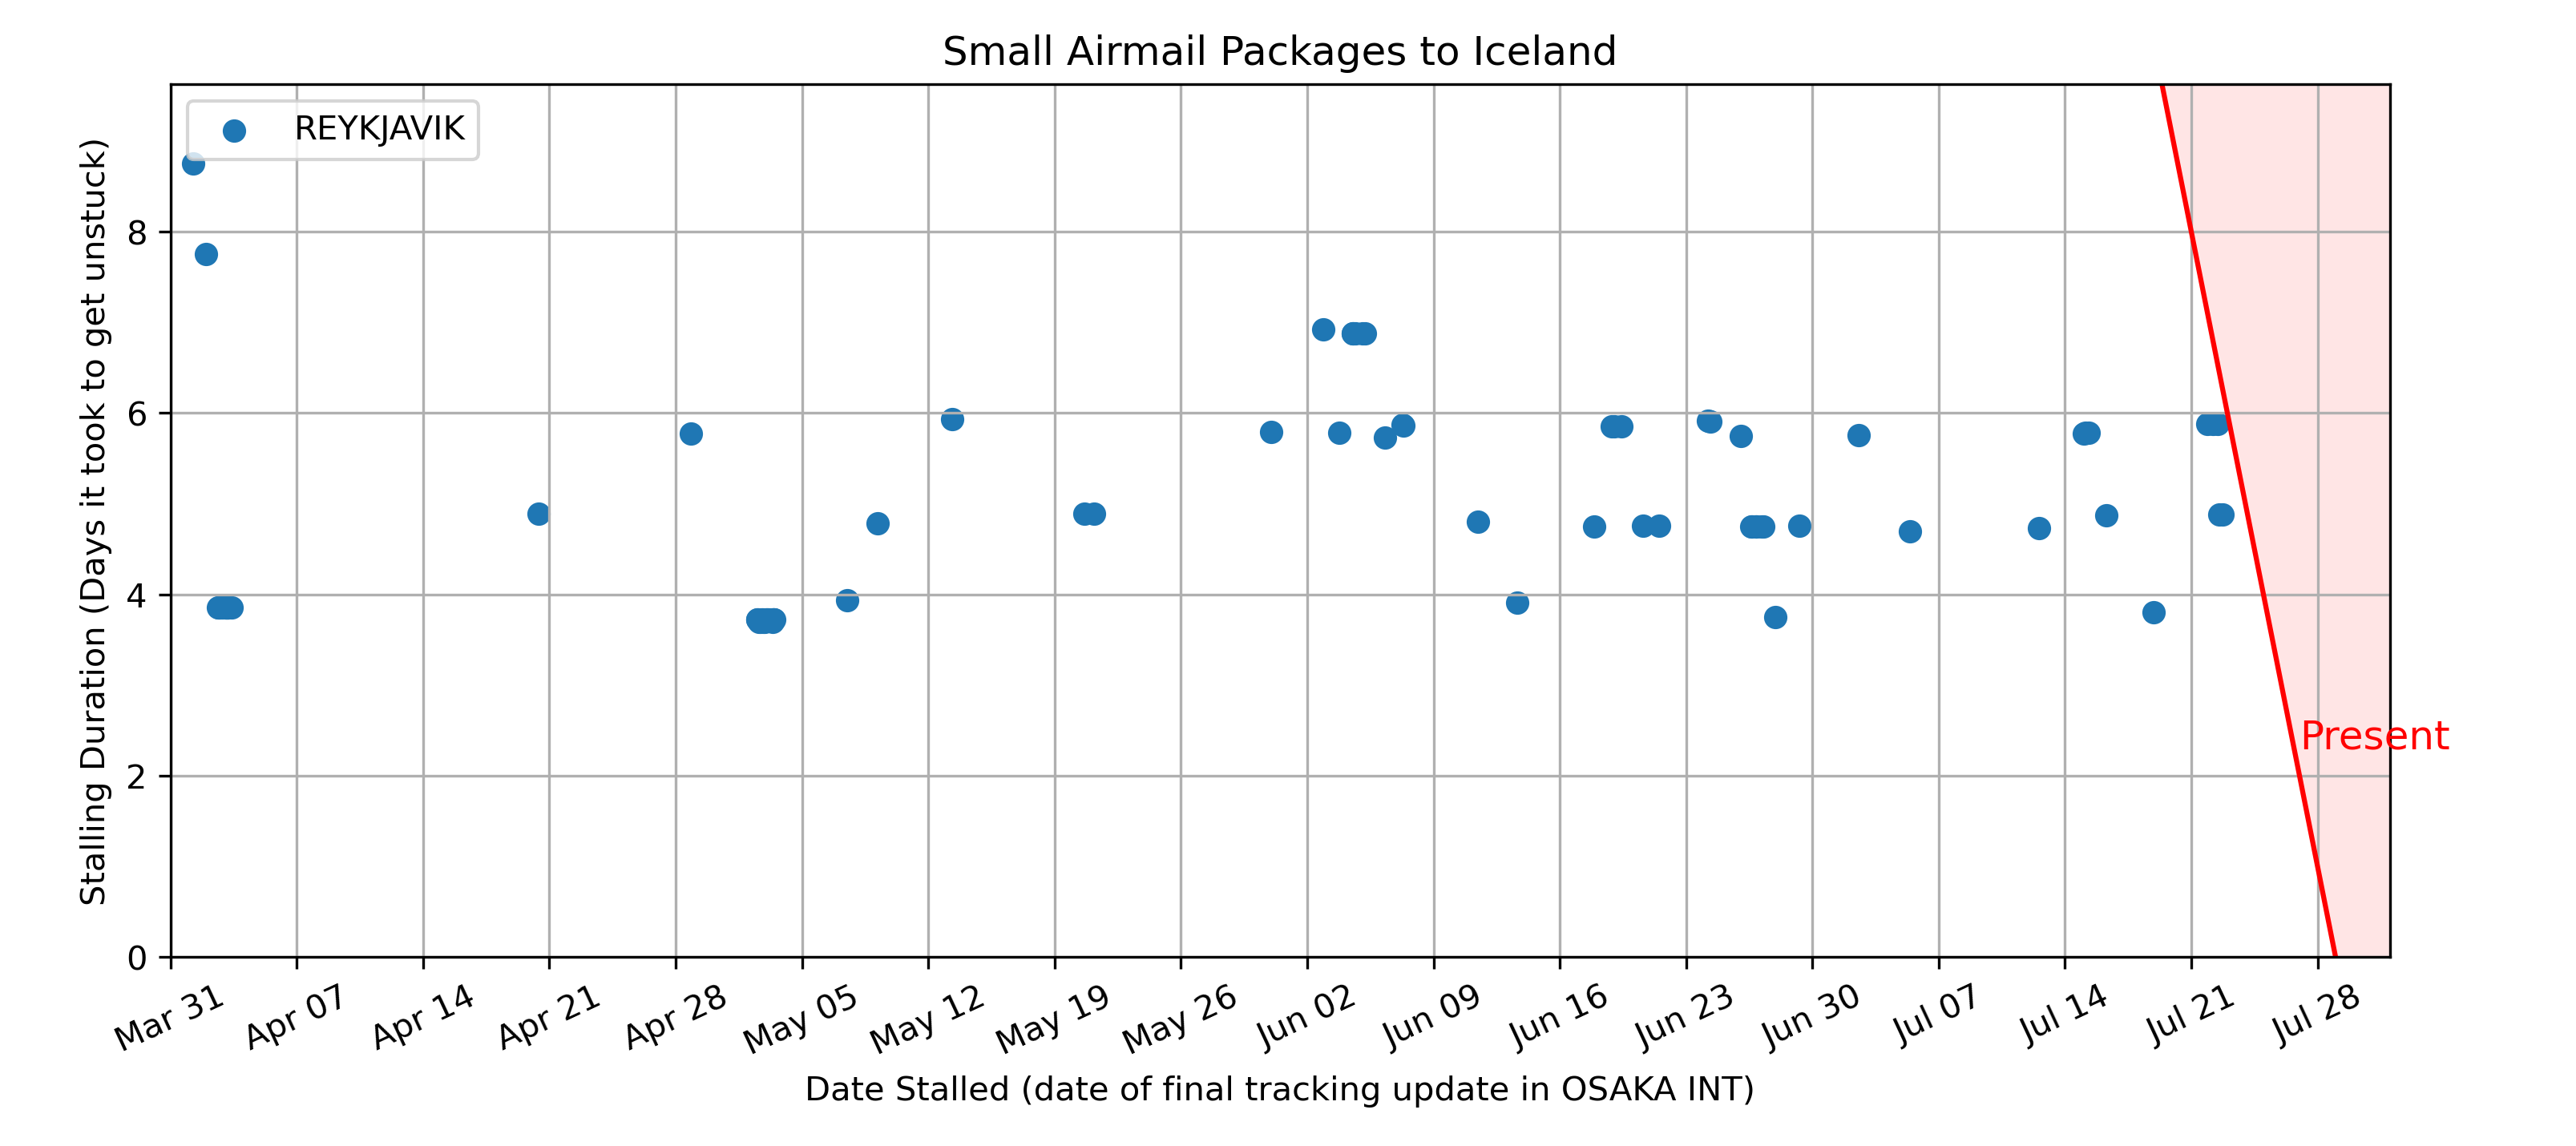 Small Airmail Packages to Iceland
REYKJAVIK
Stalling Duration (Days it took to get unstuck)
8
6
4
2
0
Present
Mar 31 Apr 07 Apr 14 Apr 21 Apr 28 May 05 May 12 May 19 May 26 Jun 02 Jun 09 Jun 16 Jun 23 Jun 30 Jul 07 Jul 14 Jul 21 Jul 28
Date Stalled (date of final tracking update in OSAKA INT)